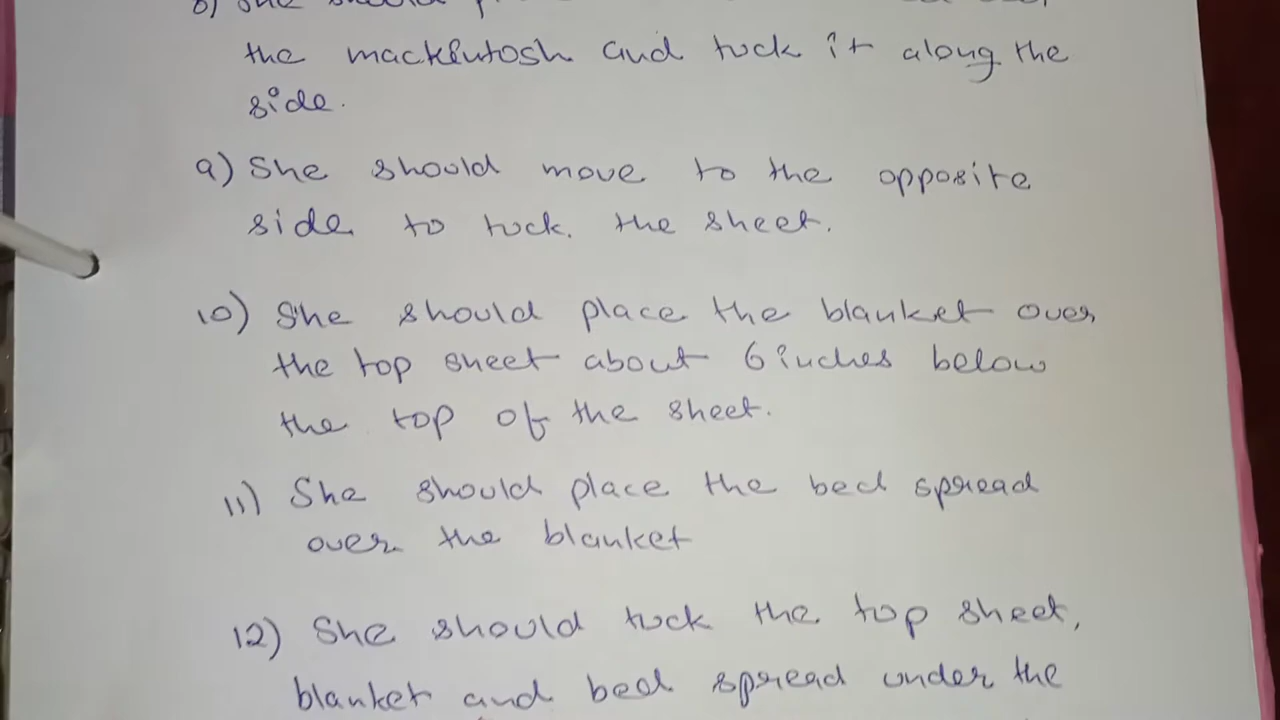 8) She should
the mackintosh and tuck it along the
side.
9) She should move to the opposite
side to tuck. the sheet.
10) She should place the blanket over
the top sheet about 6 inches below
the top of the sheet.
11) She should place the bed spread
over the blanket
12) She should tuck the top sheet,
blanket and bed spread under the